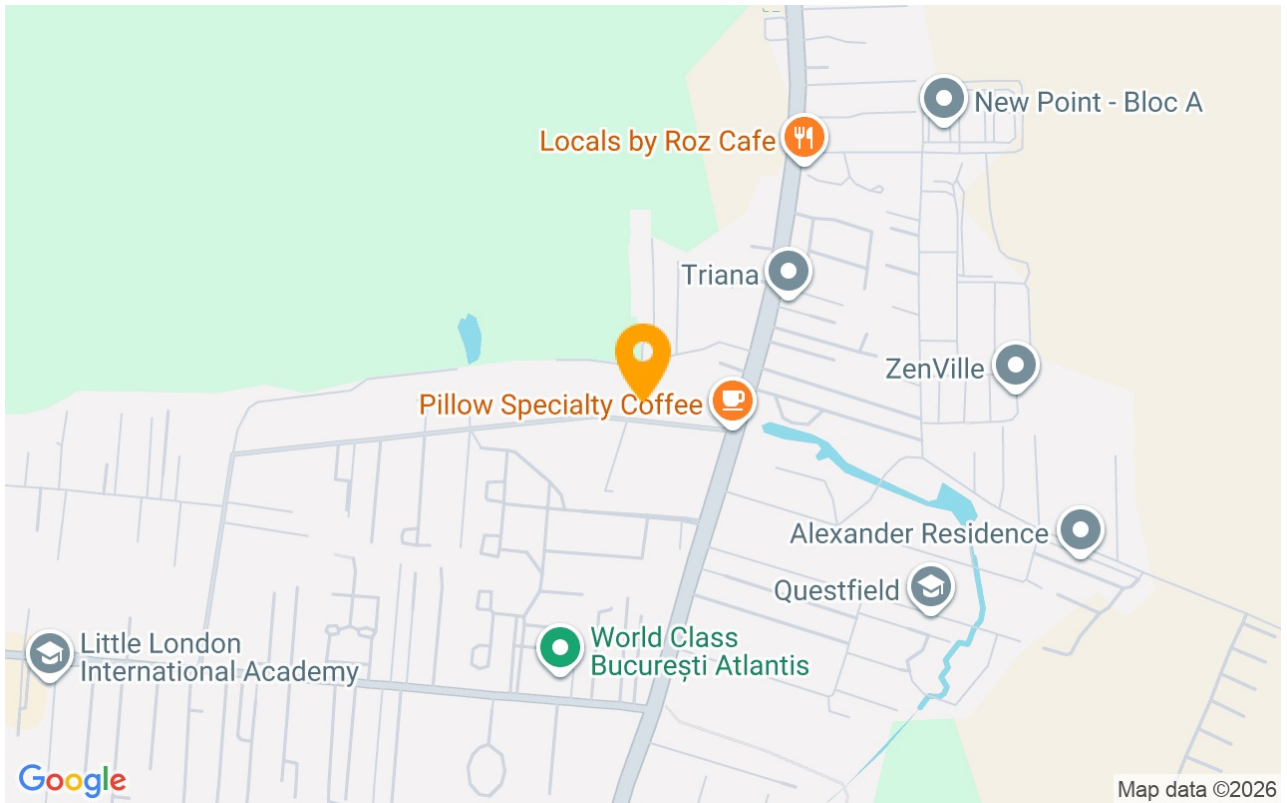 New Point - Bloc A
Locals by Roz Cafe
Triana
ZenVille
Pillow Specialty Coffee
Alexander Residence
Questfield
Little London
International Academy
World Class
București Atlantis
Google
Map data ©2026